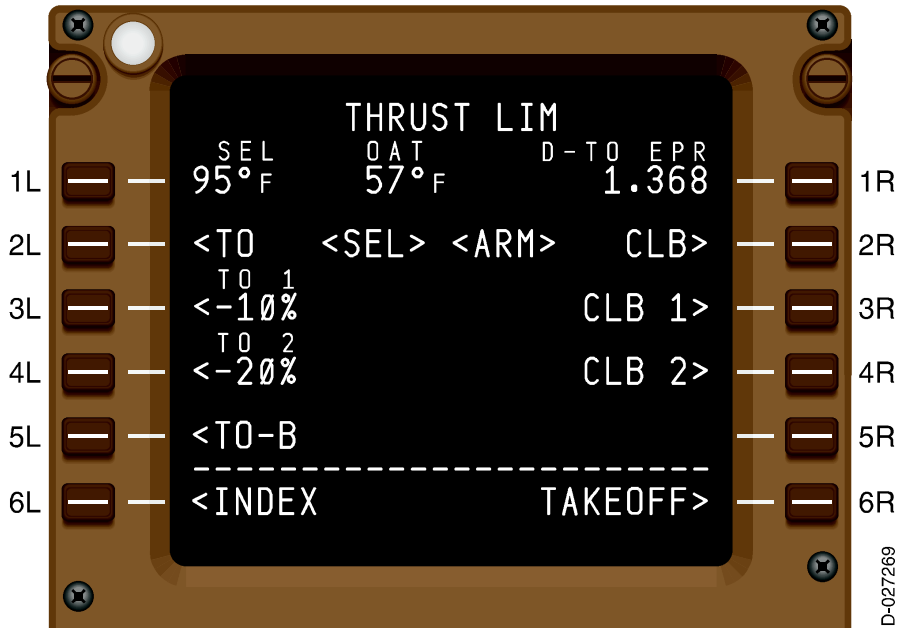 THRUST LIM
SEL OAT D-TO EPR
1L 95°F 57°F 1.368 1R
2L <TO <SEL> <ARM> CLB> 2R
TO 1
3L <-10% CLB 1> 3R
TO 2
4L <-20% CLB 2> 4R
5L <TO-B 5R
------------------------
6L <INDEX TAKEOFF> 6R
D-027269